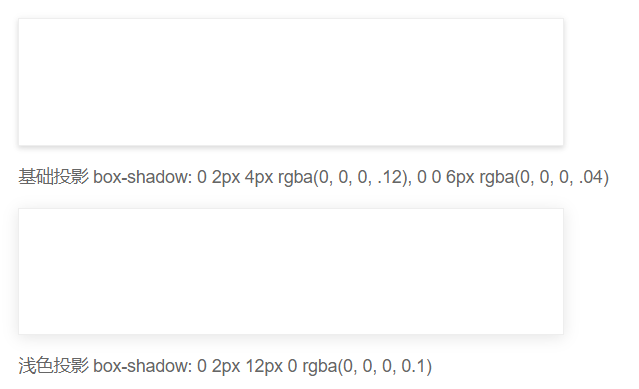 基础投影 box-shadow: 0 2px 4px rgba(0, 0, 0, .12), 0 0 6px rgba(0, 0, 0, .04)
浅色投影 box-shadow: 0 2px 12px 0 rgba(0, 0, 0, 0.1)